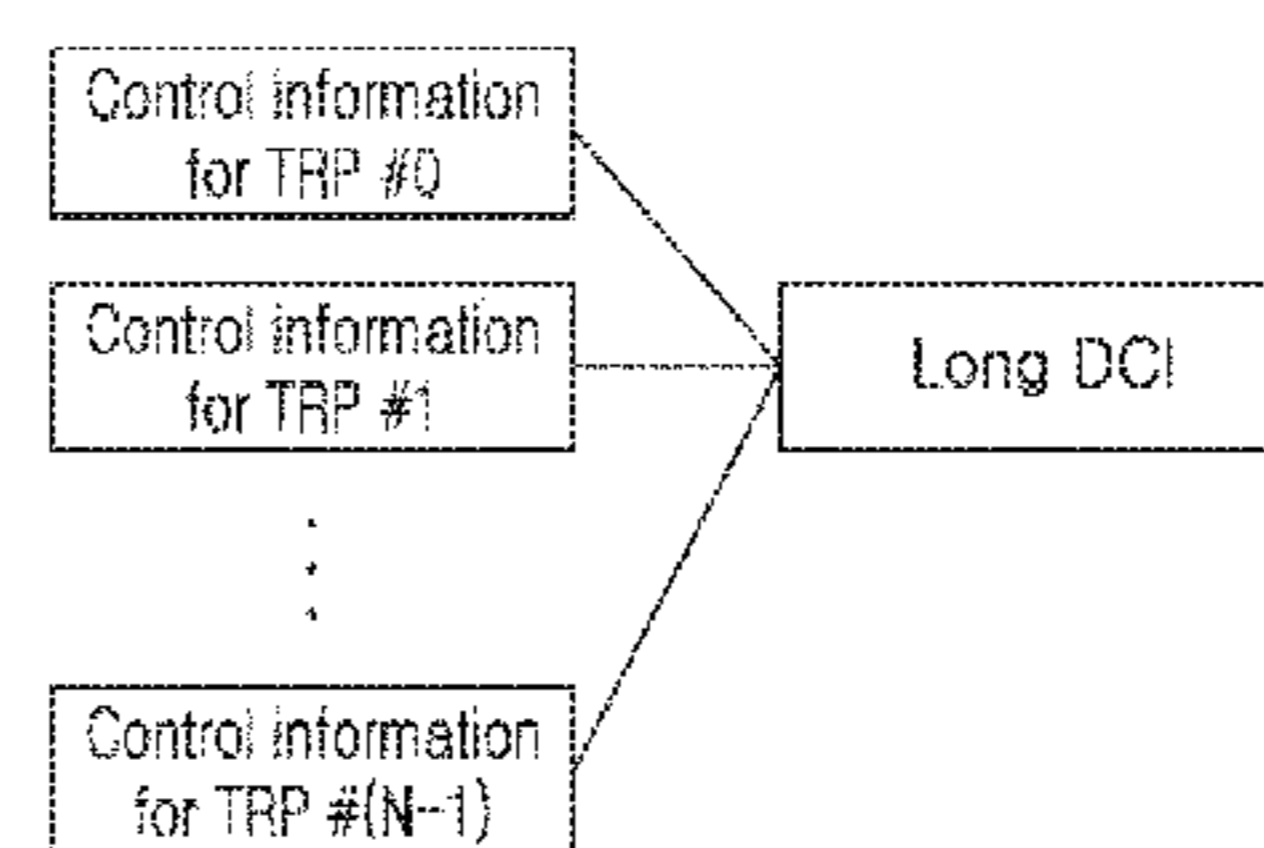 Control information
for TRP #0
Control information
for TRP #1
Long DCI
Control information
for TRP #(N-1)